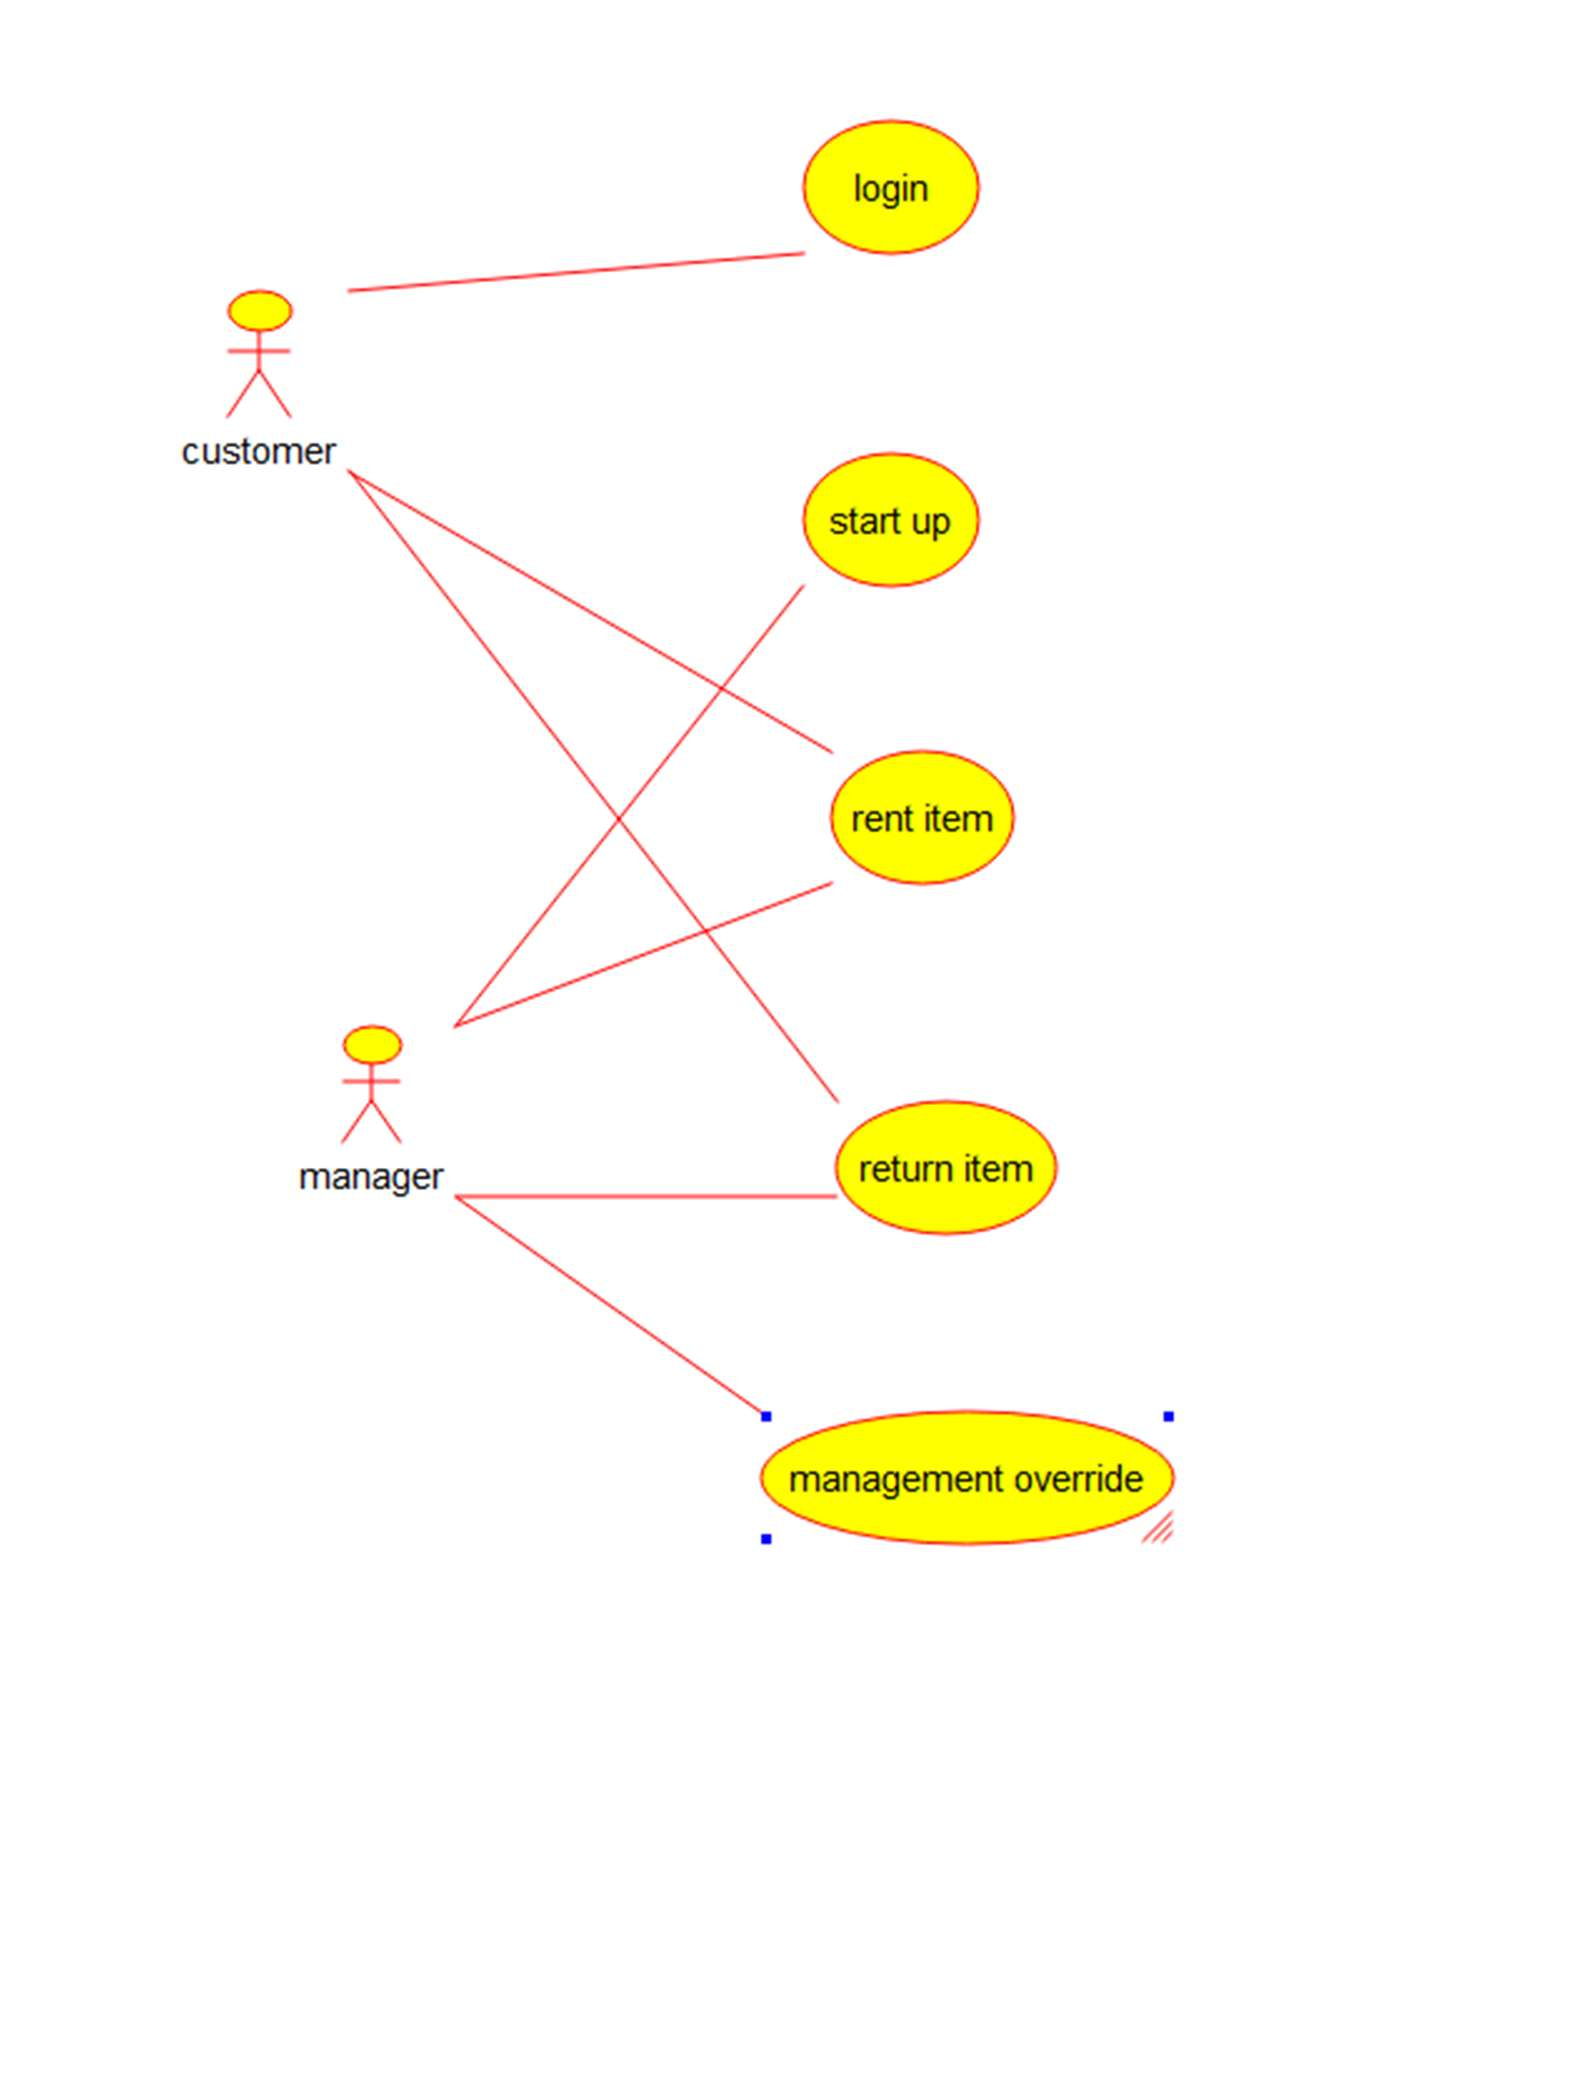 login
customer
start up
rent item
manager
return item
management override